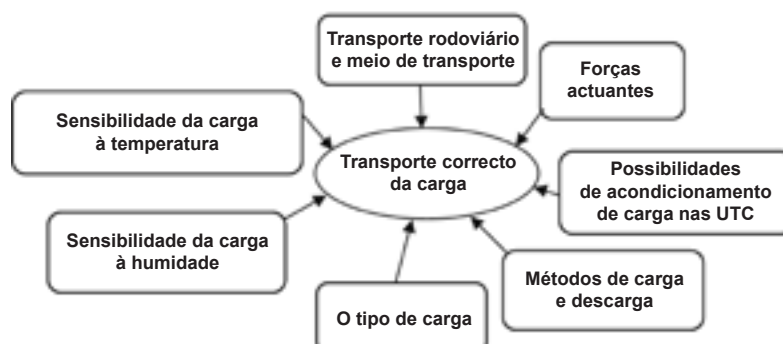 Transporte rodoviário
e meio de transporte
Forças
actuantes
Sensibilidade da carga
à temperatura
Transporte correcto
da carga
Possibilidades
de acondicionamento
de carga nas UTC
Sensibilidade da carga
à humidade
Métodos de carga
e descarga
O tipo de carga